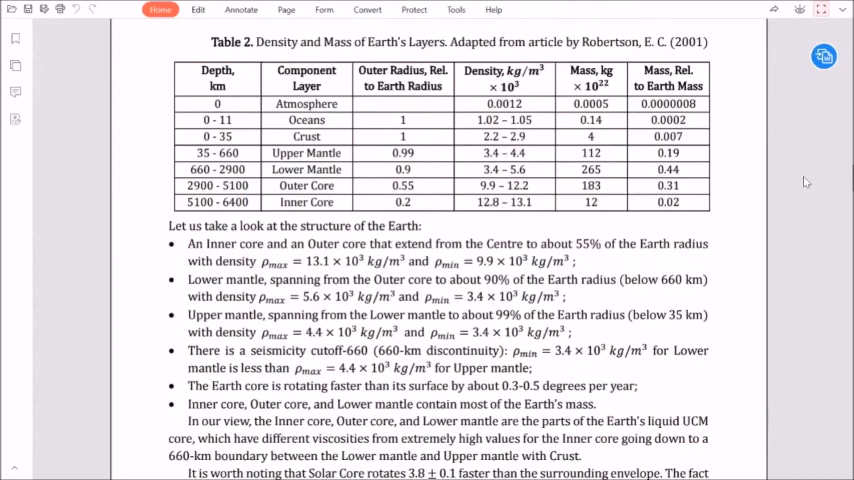 Home Edit Annotate Page Form Convert Protect Tools Help
Table 2. Density and Mass of Earth's Layers. Adapted from article by Robertson, E. C. (2001)
Depth, km Component Layer Outer Radius, Rel. to Earth Radius Density, kg/m³ × 10³ Mass, kg × 10²² Mass, Rel. to Earth Mass
0 Atmosphere 0.0012 0.0005 0.0000008
0 - 11 Oceans 1 1.02 – 1.05 0.14 0.0002
0 - 35 Crust 1 2.2 – 2.9 4 0.007
35 - 660 Upper Mantle 0.99 3.4 – 4.4 112 0.19
660 - 2900 Lower Mantle 0.9 3.4 – 5.6 265 0.44
2900 - 5100 Outer Core 0.55 9.9 – 12.2 183 0.31
5100 - 6400 Inner Core 0.2 12.8 – 13.1 12 0.02
Let us take a look at the structure of the Earth:
• An Inner core and an Outer core that extend from the Centre to about 55% of the Earth radius
with density ρmax = 13.1 × 10³ kg/m³ and ρmin = 9.9 × 10³ kg/m³ ;
• Lower mantle, spanning from the Outer core to about 90% of the Earth radius (below 660 km)
with density ρmax = 5.6 × 10³ kg/m³ and ρmin = 3.4 × 10³ kg/m³ ;
• Upper mantle, spanning from the Lower mantle to about 99% of the Earth radius (below 35 km)
with density ρmax = 4.4 × 10³ kg/m³ and ρmin = 3.4 × 10³ kg/m³ ;
• There is a seismicity cutoff-660 (660-km discontinuity): ρmin = 3.4 × 10³ kg/m³ for Lower
mantle is less than ρmax = 4.4 × 10³ kg/m³ for Upper mantle;
• The Earth core is rotating faster than its surface by about 0.3-0.5 degrees per year;
• Inner core, Outer core, and Lower mantle contain most of the Earth's mass.
In our view, the Inner core, Outer core, and Lower mantle are the parts of the Earth's liquid UCM
core, which have different viscosities from extremely high values for the Inner core going down to a
660-km boundary between the Lower mantle and Upper mantle with Crust.
It is worth noting that Solar Core rotates 3.8 ± 0.1 faster than the surrounding envelope. The fact